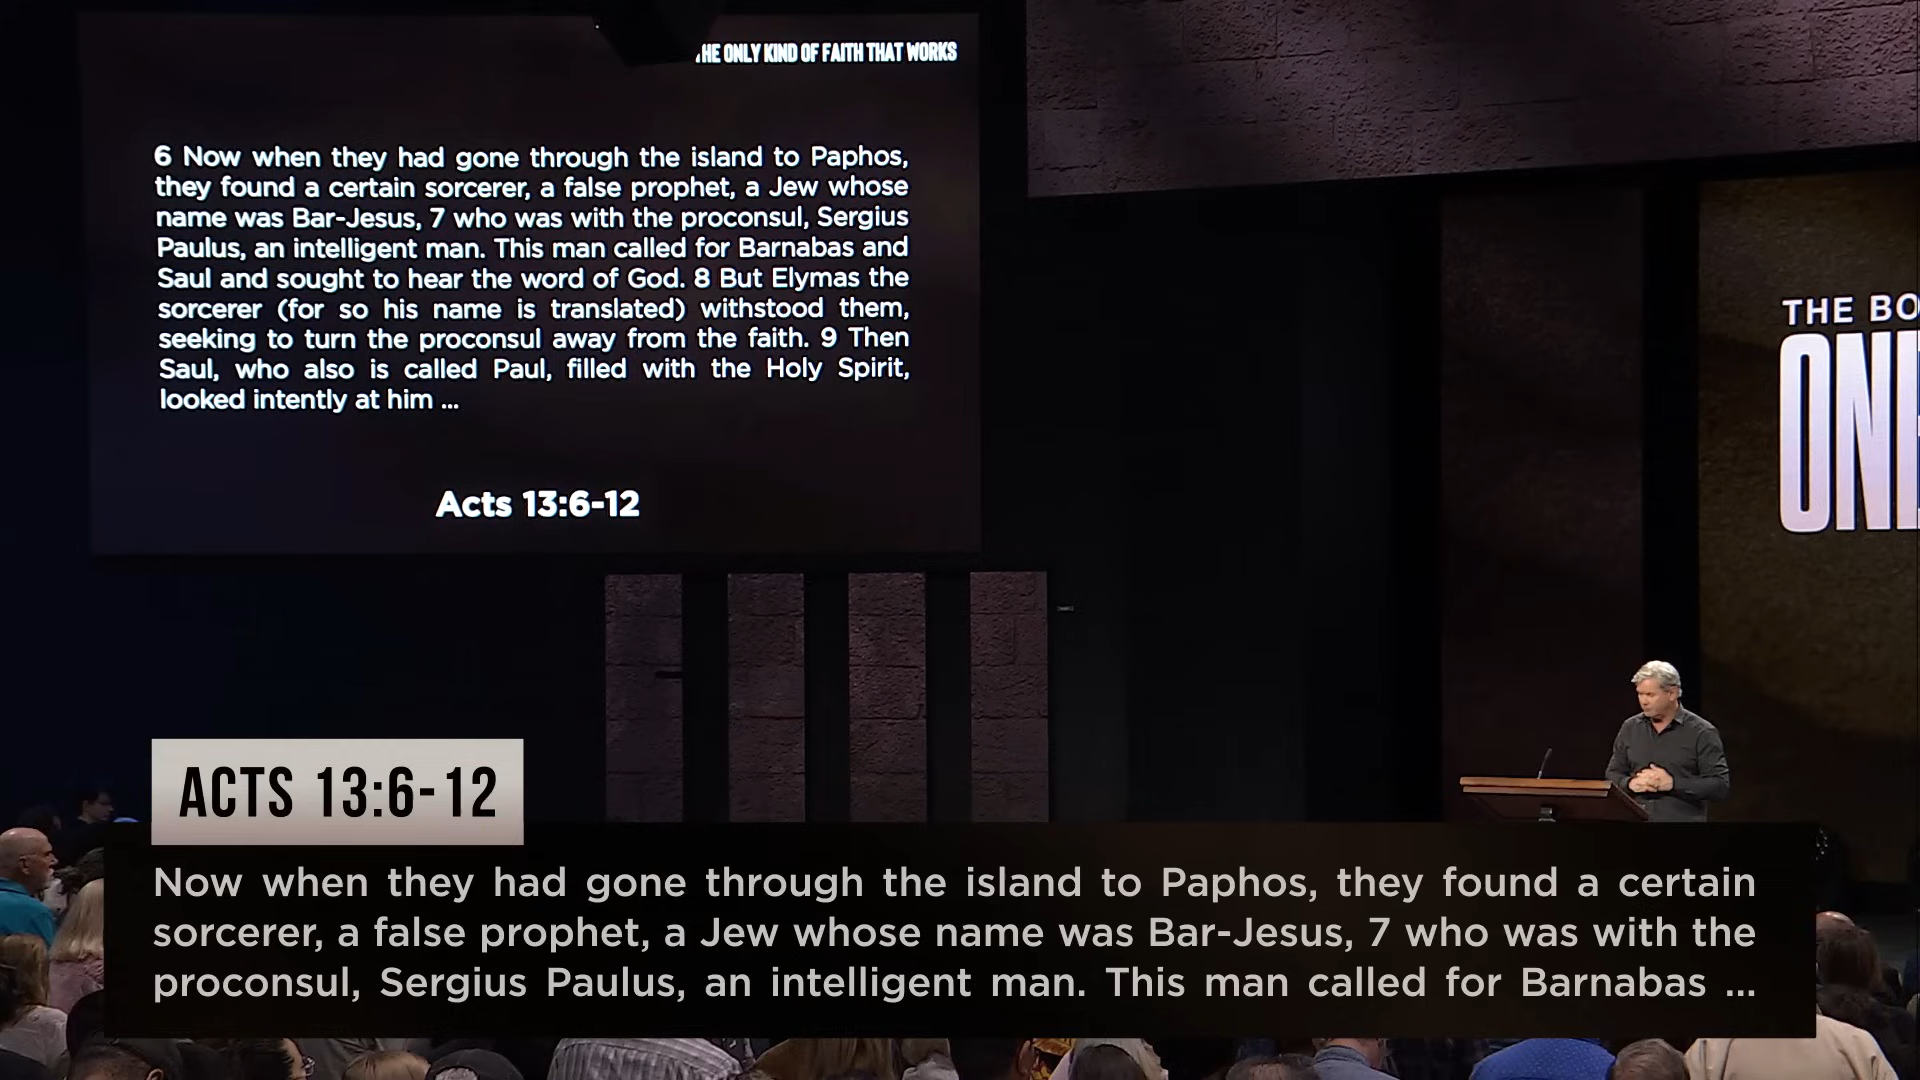 HE ONLY KIND OF FAITH THAT WORKS
6 Now when they had gone through the island to Paphos,
they found a certain sorcerer, a false prophet, a Jew whose
name was Bar-Jesus, 7 who was with the proconsul, Sergius
Paulus, an intelligent man. This man called for Barnabas and
Saul and sought to hear the word of God. 8 But Elymas the
sorcerer (for so his name is translated) withstood them,
seeking to turn the proconsul away from the faith. 9 Then
Saul, who also is called Paul, filled with the Holy Spirit,
looked intently at him ...
Acts 13:6-12
THE BO
ONE
ACTS 13:6-12
Now when they had gone through the island to Paphos, they found a certain
sorcerer, a false prophet, a Jew whose name was Bar-Jesus, 7 who was with the
proconsul, Sergius Paulus, an intelligent man. This man called for Barnabas ...